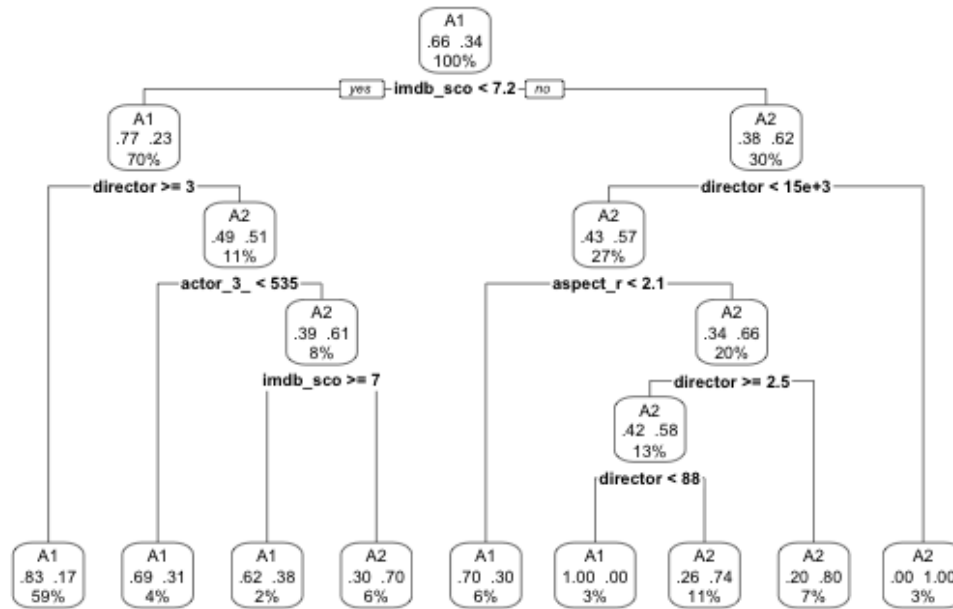 A1
.66 .34
100%
yes imdb_sco < 7.2 no
A1
.77 .23
70%
A2
.38 .62
30%
director >= 3
director < 15e+3
A2
.49 .51
11%
A2
.43 .57
27%
actor_3_ < 535
aspect_r < 2.1
A2
.39 .61
8%
A2
.34 .66
20%
imdb_sco >= 7
director >= 2.5
A2
.42 .58
13%
director < 88
A1
.83 .17
59%
A1
.69 .31
4%
A1
.62 .38
2%
A2
.30 .70
6%
A1
.70 .30
6%
A1
1.00 .00
3%
A2
.26 .74
11%
A2
.20 .80
7%
A2
.00 1.00
3%